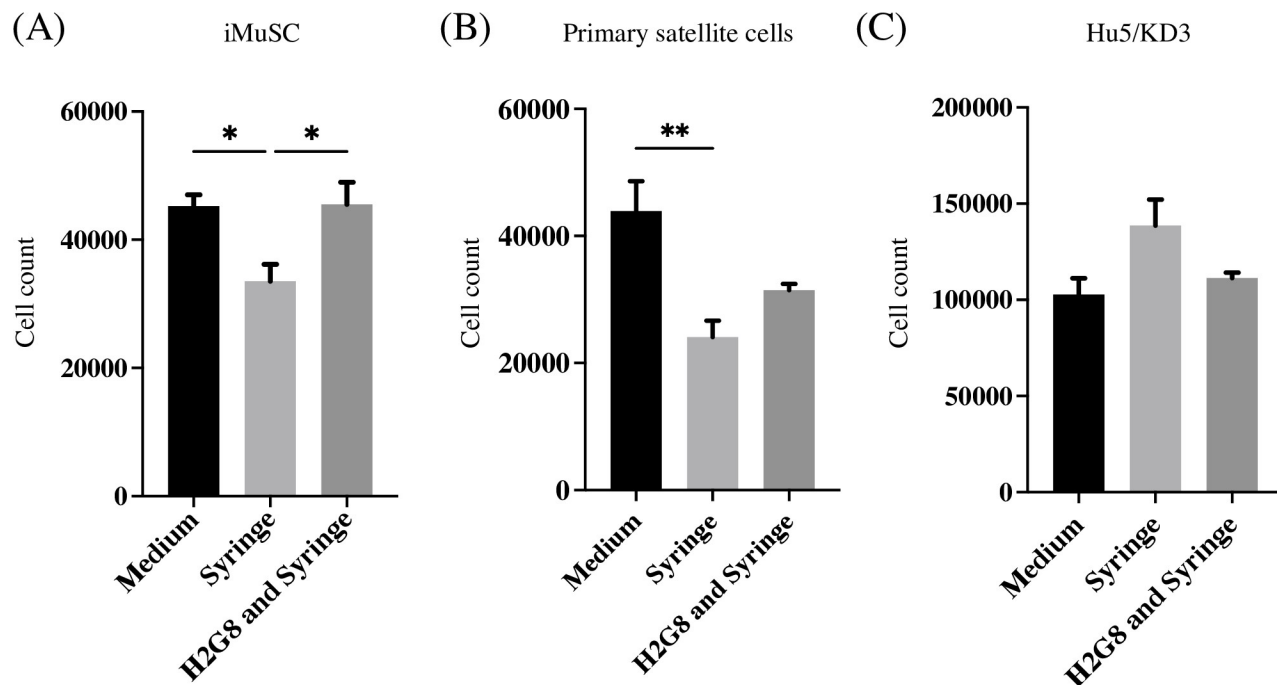 (A)
iMuSC
Cell count
60000
40000
20000
0
*
*
Medium
Syringe
H2G8 and Syringe
(B)
Primary satellite cells
Cell count
60000
40000
20000
0
**
Medium
Syringe
H2G8 and Syringe
(C)
Hu5/KD3
Cell count
200000
150000
100000
50000
0
Medium
Syringe
H2G8 and Syringe